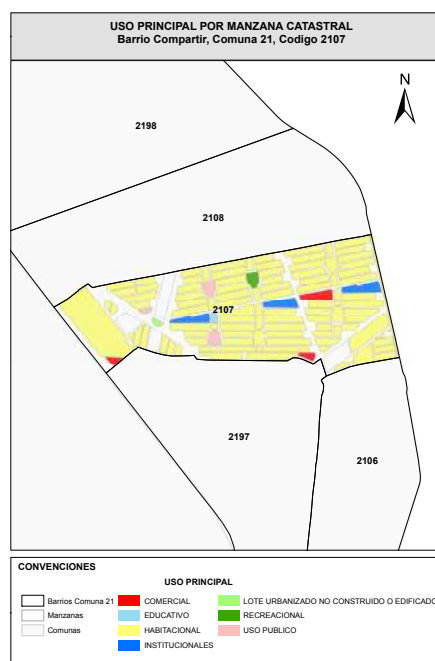 USO PRINCIPAL POR MANZANA CATASTRAL
Barrio Compartir, Comuna 21, Codigo 2107
N
2198
2108
2107
2197
2106
CONVENCIONES
USO PRINCIPAL
Barrios Comuna 21
Manzanas
Comunas
COMERCIAL
EDUCATIVO
HABITACIONAL
INSTITUCIONALES
LOTE URBANIZADO NO CONSTRUIDO O EDIFICADO
RECREACIONAL
USO PUBLICO